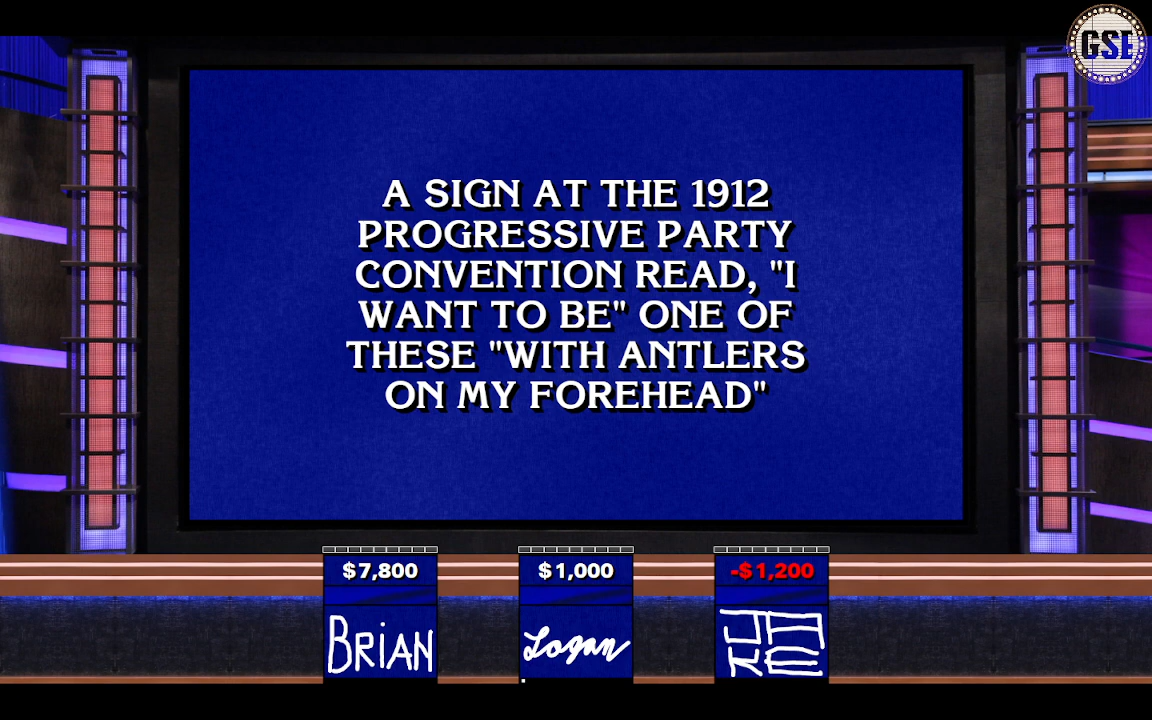 GSE
A SIGN AT THE 1912
PROGRESSIVE PARTY
CONVENTION READ, "I
WANT TO BE" ONE OF
THESE "WITH ANTLERS
ON MY FOREHEAD"
$7,800 $1,000 -$1,200
BRiAN Logan